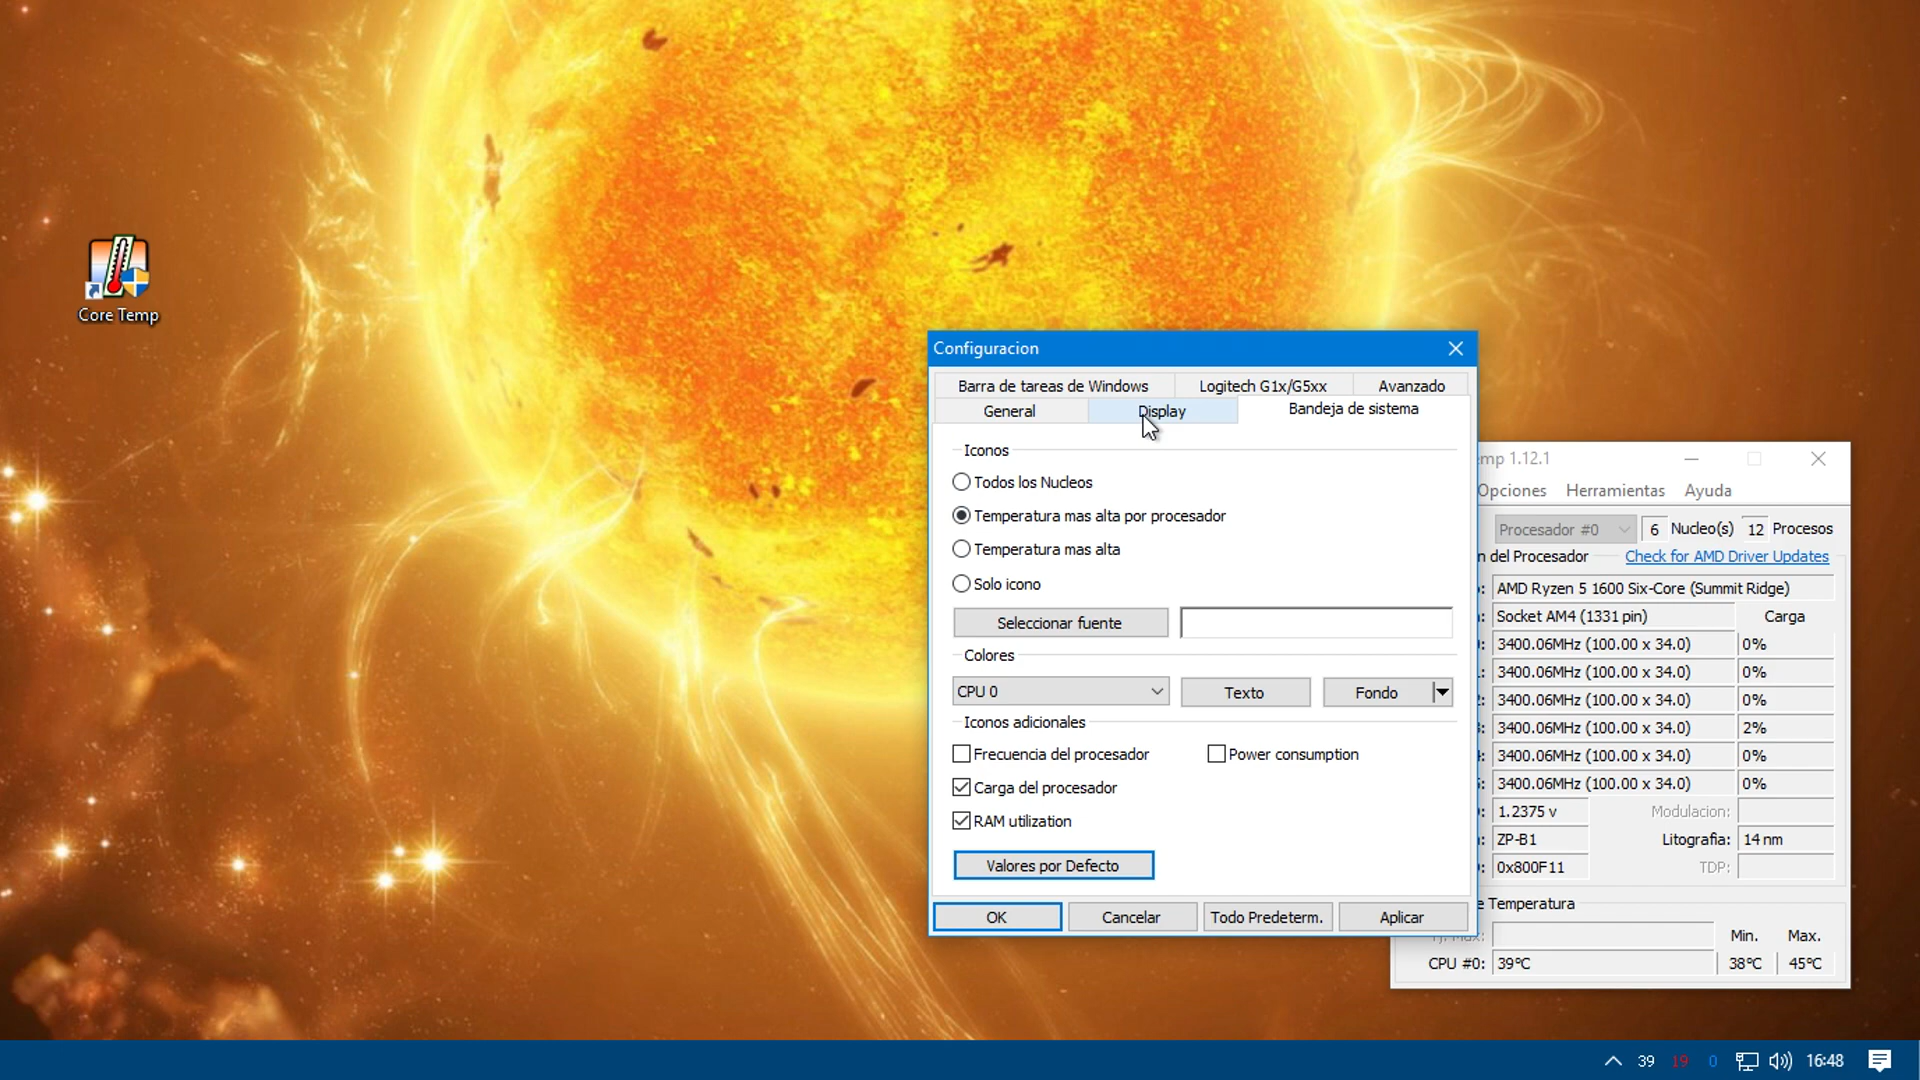 Core Temp
Configuracion
Barra de tareas de Windows
Logitech G1x/G5xx
Avanzado
General
Display
Bandeja de sistema
Iconos
Todos los Nucleos
Temperatura mas alta por procesador
Temperatura mas alta
Solo icono
Seleccionar fuente
Colores
CPU 0
Texto
Fondo
Iconos adicionales
Frecuencia del procesador
Power consumption
Carga del procesador
RAM utilization
Valores por Defecto
OK
Cancelar
Todo Predeterm.
Aplicar
mp 1.12.1
Opciones Herramientas Ayuda
Procesador #0 6 Nucleo(s) 12 Procesos
n del Procesador Check for AMD Driver Updates
AMD Ryzen 5 1600 Six-Core (Summit Ridge)
Socket AM4 (1331 pin) Carga
3400.06MHz (100.00 x 34.0) 0%
3400.06MHz (100.00 x 34.0) 0%
3400.06MHz (100.00 x 34.0) 0%
3400.06MHz (100.00 x 34.0) 2%
3400.06MHz (100.00 x 34.0) 0%
3400.06MHz (100.00 x 34.0) 0%
1.2375 v Modulacion:
ZP-B1 Litografia: 14 nm
0x800F11 TDP:
e Temperatura
Min. Max.
CPU #0: 39°C 38°C 45°C
39 19 0 16:48